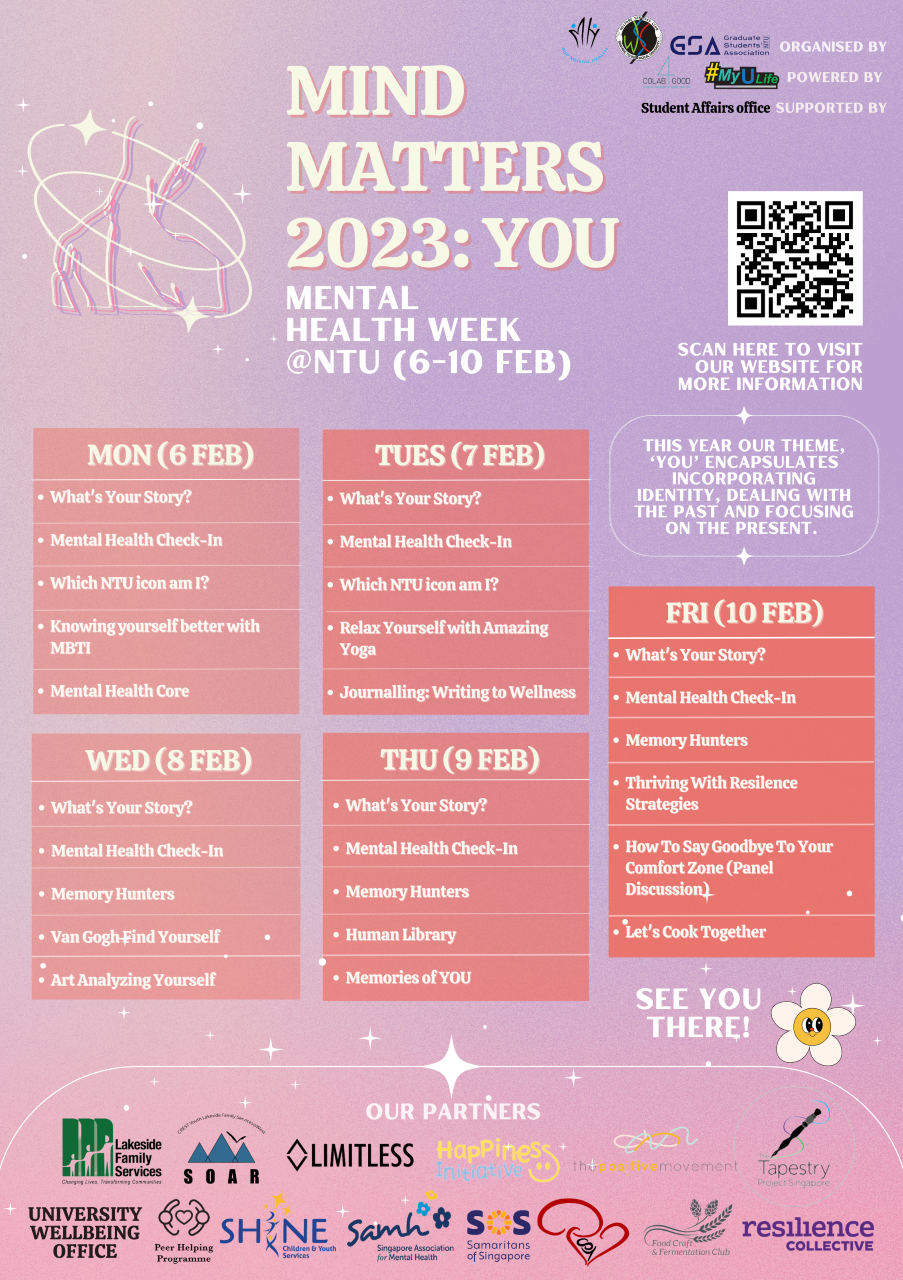 GSA Graduate Students' Association NTU
ORGANISED BY
COLAB4GOOD
#MyULife
POWERED BY
Student Affairs office
SUPPORTED BY
MIND
MATTERS
2023: YOU
MENTAL
HEALTH WEEK
@NTU (6-10 FEB)
SCAN HERE TO VISIT
OUR WEBSITE FOR
MORE INFORMATION
THIS YEAR OUR THEME,
‘YOU’ ENCAPSULATES
INCORPORATING
IDENTITY, DEALING WITH
THE PAST AND FOCUSING
ON THE PRESENT.
MON (6 FEB)
• What's Your Story?
• Mental Health Check-In
• Which NTU icon am I?
• Knowing yourself better with
MBTI
• Mental Health Core
TUES (7 FEB)
• What's Your Story?
• Mental Health Check-In
• Which NTU icon am I?
• Relax Yourself with Amazing
Yoga
• Journalling: Writing to Wellness
WED (8 FEB)
• What's Your Story?
• Mental Health Check-In
• Memory Hunters
• Van Gogh-Find Yourself
• Art Analyzing Yourself
THU (9 FEB)
• What's Your Story?
• Mental Health Check-In
• Memory Hunters
• Human Library
• Memories of YOU
FRI (10 FEB)
• What's Your Story?
• Mental Health Check-In
• Memory Hunters
• Thriving With Resilence
Strategies
• How To Say Goodbye To Your
Comfort Zone (Panel
Discussion)
• Let's Cook Together
SEE YOU
THERE!
OUR PARTNERS
Lakeside
Family
Services
Changing Lives, Transforming Communities
CREST Youth Lakeside Family Services
SOAR
LIMITLESS
Happiness
Initiative
thepositivemovement
The
Tapestry
Project Singapore
UNIVERSITY
WELLBEING
OFFICE
Peer Helping
Programme
SHINE
Children & Youth
Services
Samh
Singapore Association
for Mental Health
SOS
Samaritans
of Singapore
Food Craft
& Fermentation Club
resilience
COLLECTIVE